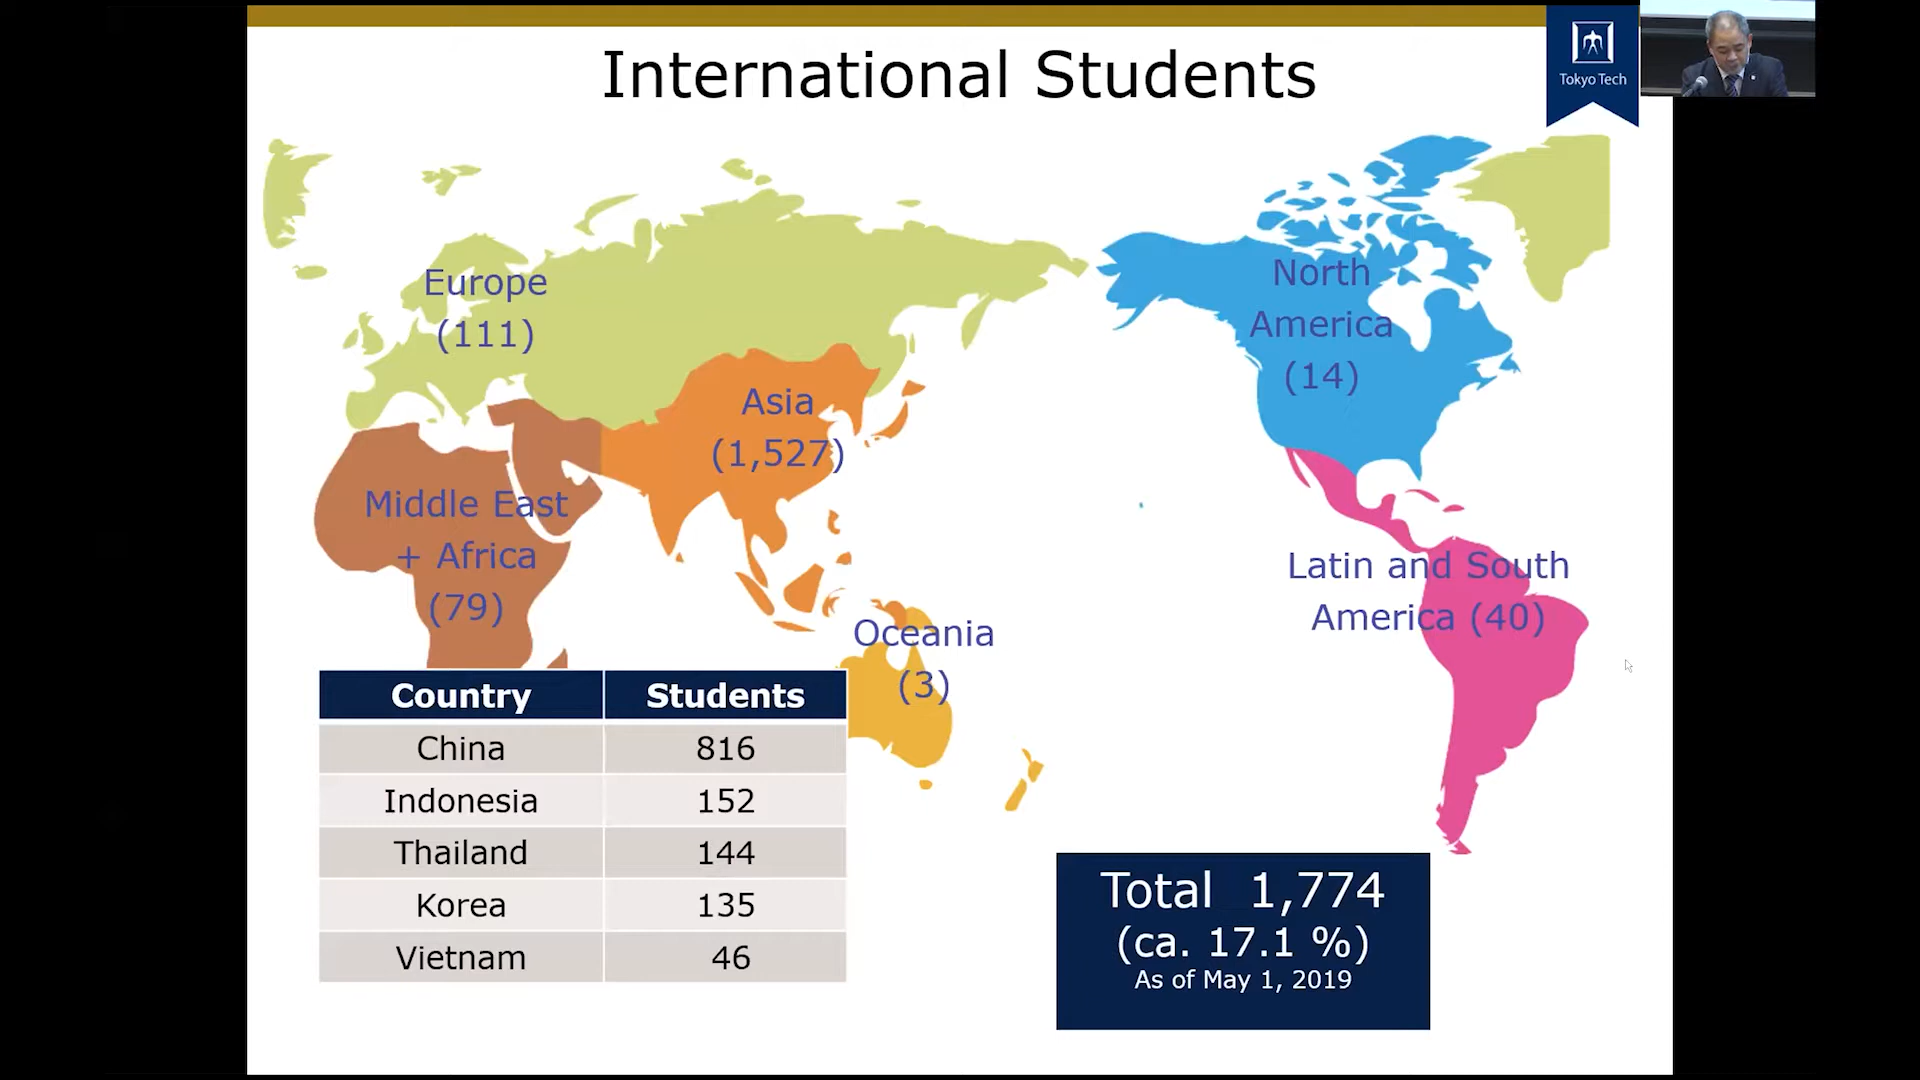 International Students
Tokyo Tech
Europe
(111)
North
America
(14)
Asia
(1,527)
Middle East
+ Africa
(79)
Latin and South
America (40)
Oceania
(3)
Country Students
China 816
Indonesia 152
Thailand 144
Korea 135
Vietnam 46
Total 1,774
(ca. 17.1 %)
As of May 1, 2019